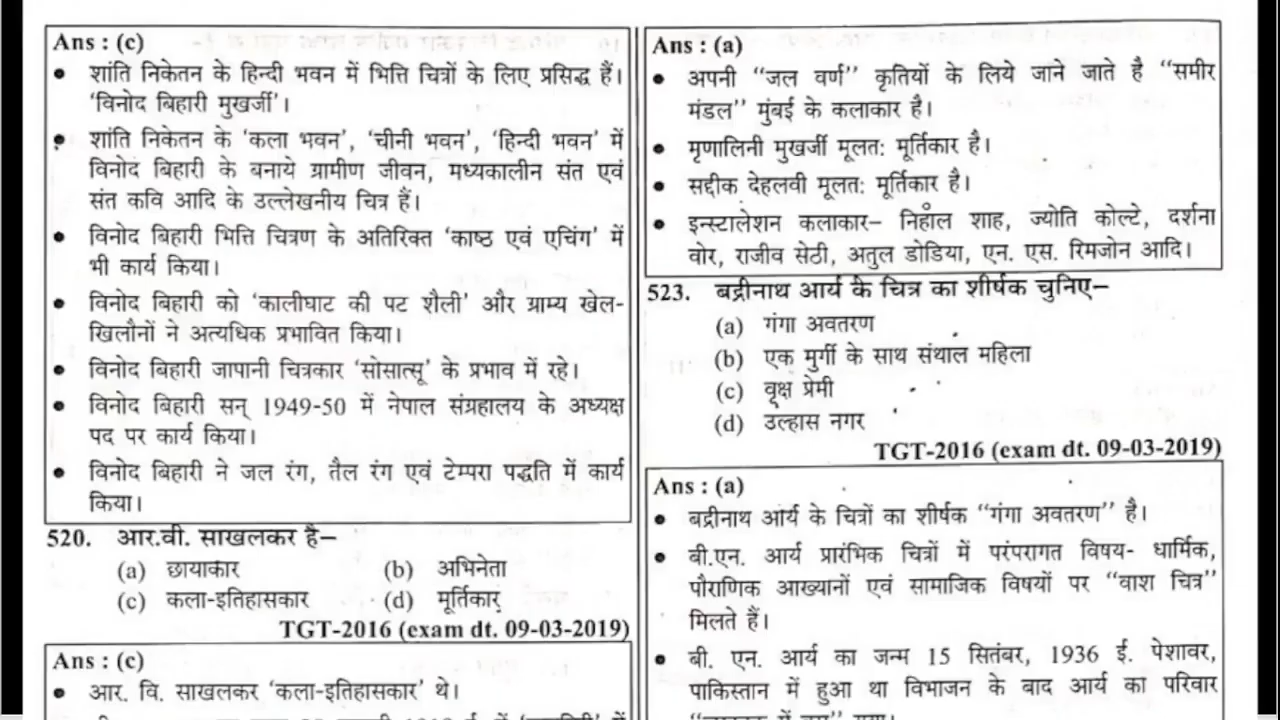 Ans : (c)
• शांति निकेतन के हिन्दी भवन में भित्ति चित्रों के लिए प्रसिद्ध हैं।
'विनोद बिहारी मुखर्जी'।
• शांति निकेतन के 'कला भवन', 'चीनी भवन', 'हिन्दी भवन' में
विनोद बिहारी के बनाये ग्रामीण जीवन, मध्यकालीन संत एवं
संत कवि आदि के उल्लेखनीय चित्र हैं।
• विनोद बिहारी भित्ति चित्रण के अतिरिक्त 'काष्ठ एवं एचिंग' में
भी कार्य किया।
• विनोद बिहारी को 'कालीघाट की पट शैली' और ग्राम्य खेल-
खिलौनों ने अत्यधिक प्रभावित किया।
• विनोद बिहारी जापानी चित्रकार 'सोसात्सू' के प्रभाव में रहे।
• विनोद बिहारी सन् 1949-50 में नेपाल संग्रहालय के अध्यक्ष
पद पर कार्य किया।
• विनोद बिहारी ने जल रंग, तैल रंग एवं टेम्परा पद्धति में कार्य
किया।
520. आर.वी. साखलकर है–
(a) छायाकार (b) अभिनेता
(c) कला-इतिहासकार (d) मूर्तिकार
TGT-2016 (exam dt. 09-03-2019)
Ans : (c)
• आर. वि. साखलकर 'कला-इतिहासकार' थे।
Ans : (a)
• अपनी "जल वर्ण" कृतियों के लिये जाने जाते है "समीर
मंडल" मुंबई के कलाकार है।
• मृणालिनी मुखर्जी मूलत: मूर्तिकार है।
• सद्दीक देहलवी मूलत: मूर्तिकार है।
• इन्स्टालेशन कलाकार– निहाल शाह, ज्योति कोल्टे, दर्शना
वोर, राजीव सेठी, अतुल डोडिया, एन. एस. रिमजोन आदि।
523. बद्रीनाथ आर्य के चित्र का शीर्षक चुनिए–
(a) गंगा अवतरण
(b) एक मुर्गी के साथ संथाल महिला
(c) वृक्ष प्रेमी
(d) उल्हास नगर
TGT-2016 (exam dt. 09-03-2019)
Ans : (a)
• बद्रीनाथ आर्य के चित्रों का शीर्षक "गंगा अवतरण" है।
• बी.एन. आर्य प्रारंभिक चित्रों में परंपरागत विषय- धार्मिक,
पौराणिक आख्यानों एवं सामाजिक विषयों पर "वाश चित्र"
मिलते हैं।
• बी. एन. आर्य का जन्म 15 सितंबर, 1936 ई. पेशावर,
पाकिस्तान में हुआ था विभाजन के बाद आर्य का परिवार